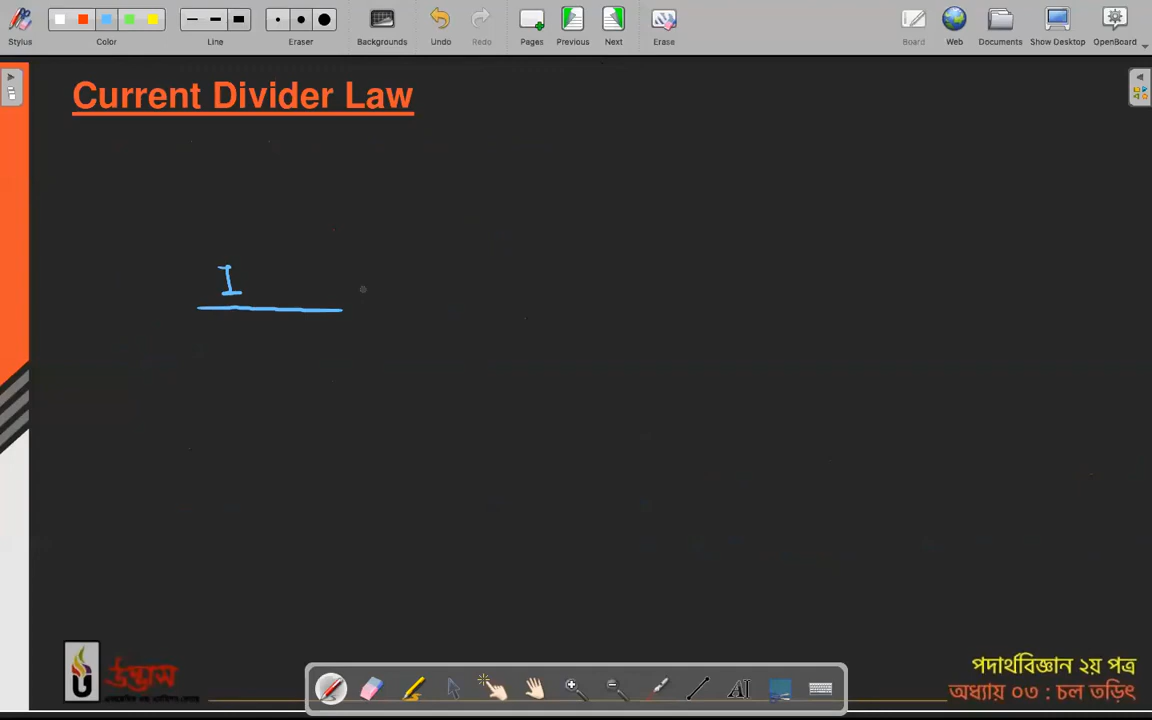 Stylus
Color
Line
Eraser
Backgrounds
Undo
Redo
Pages
Previous
Next
Erase
Board
Web
Documents
Show Desktop
OpenBoard
Current Divider Law
I
উদ্ভাস
পদার্থবিজ্ঞান ২য় পত্র
অধ্যায় ০৩ : চল তড়িৎ